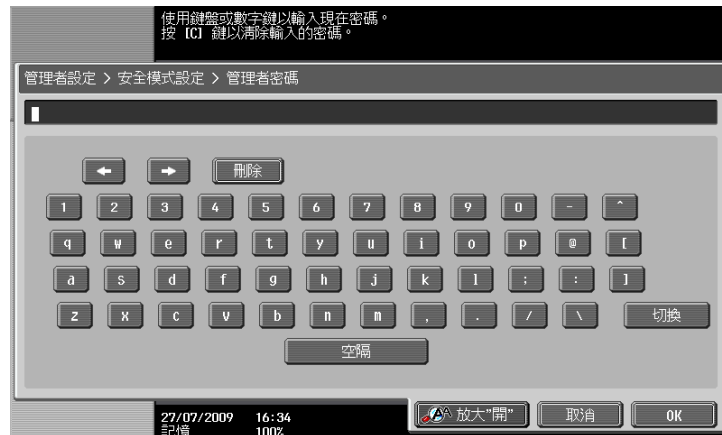 使用鍵盤或數字鍵以輸入現在密碼。
按 [C] 鍵以清除輸入的密碼。
管理者設定 > 安全模式設定 > 管理者密碼
← → 刪除
1 2 3 4 5 6 7 8 9 0 - ^
q w e r t y u i o p @ [
a s d f g h j k l ; : ]
z x c v b n m , . / \ 切換
空隔
放大"開" 取消 OK
27/07/2009 16:34
記憶 100%